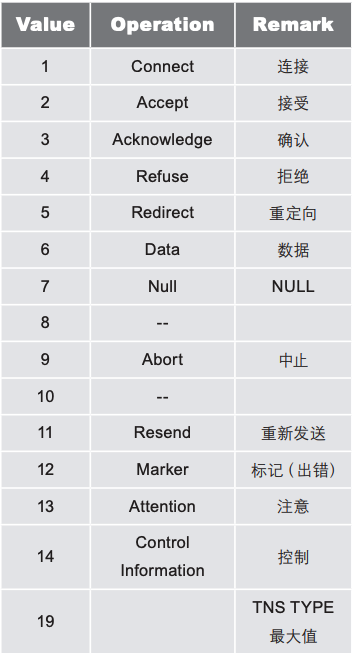 Value Operation Remark
1 Connect 连接
2 Accept 接受
3 Acknowledge 确认
4 Refuse 拒绝
5 Redirect 重定向
6 Data 数据
7 Null NULL
8 --
9 Abort 中止
10 --
11 Resend 重新发送
12 Marker 标记(出错)
13 Attention 注意
14 Control Information 控制
19 TNS TYPE 最大值